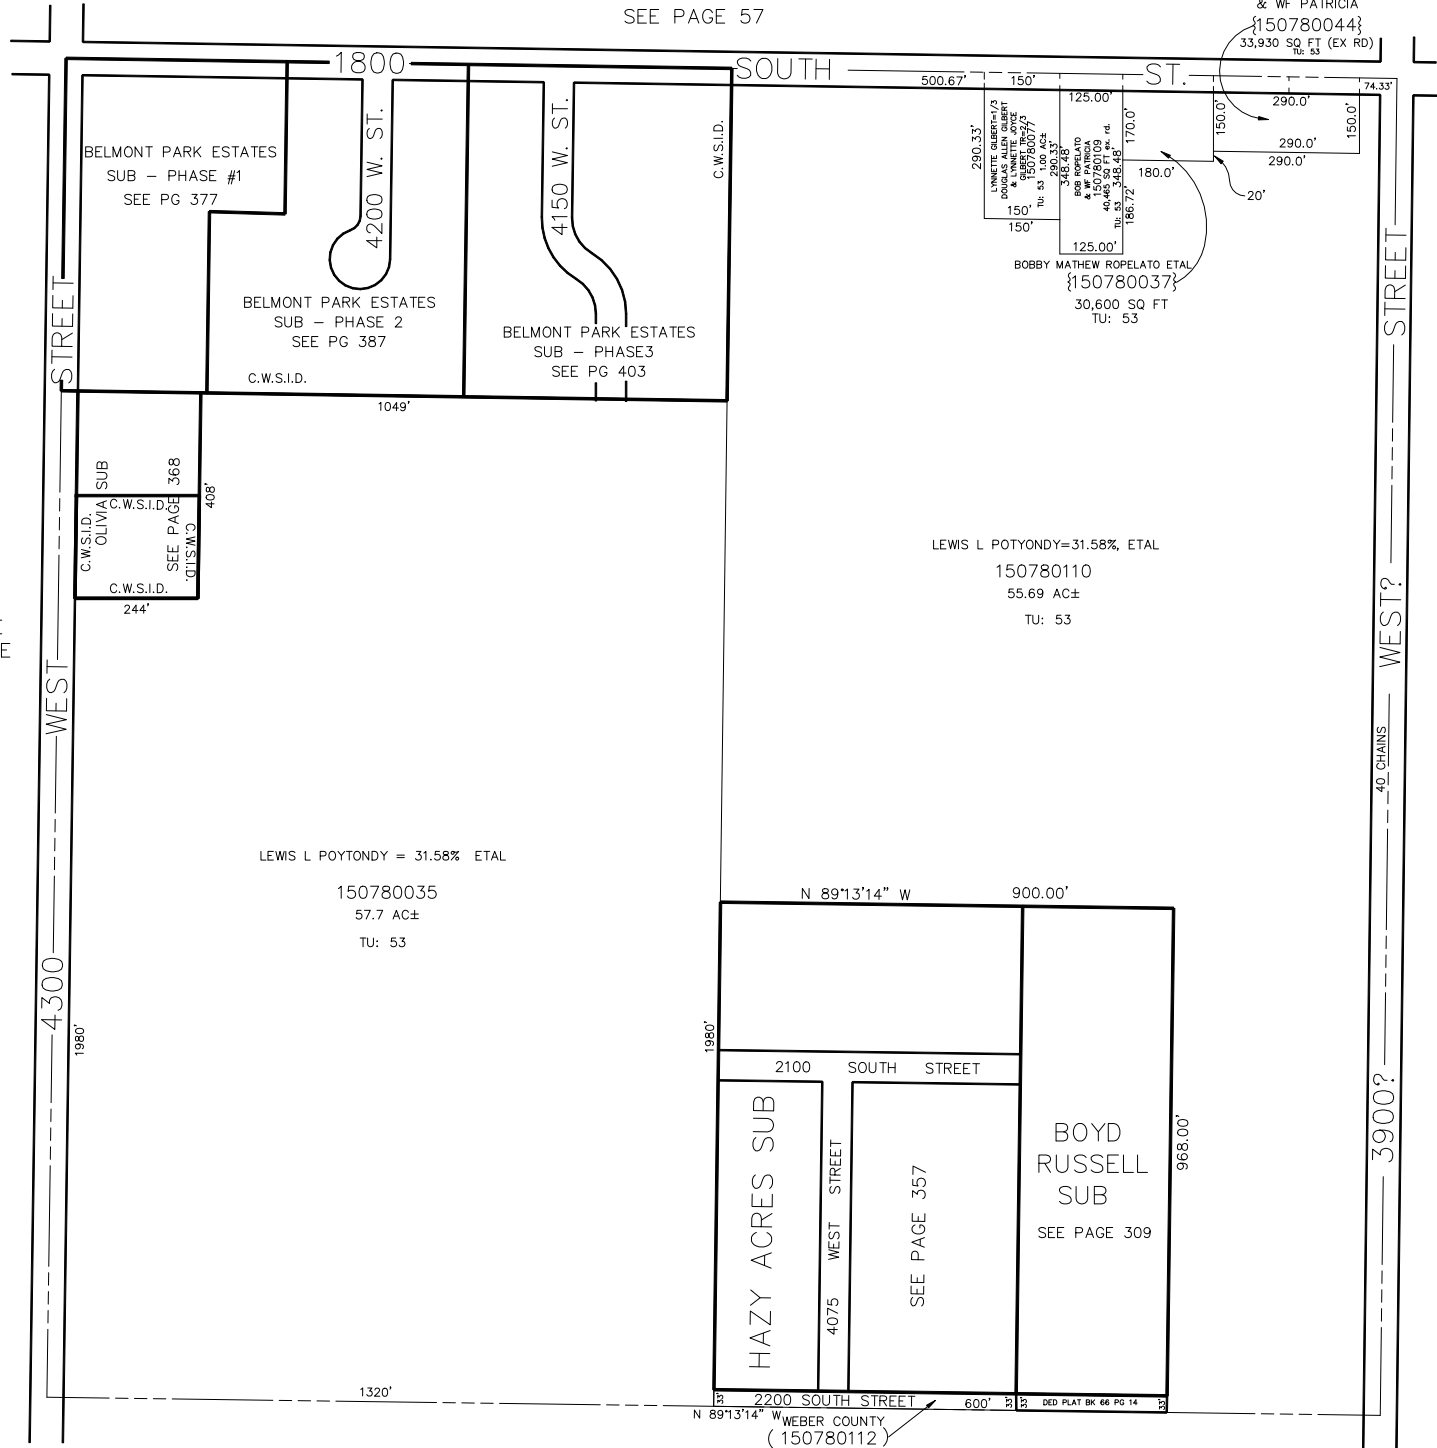 SEE PAGE 57
& WF PATRICIA
{150780044}
33,930 SQ FT (EX RD)
TU: 53
1800 SOUTH ST.
500.67' 150'
125.00'
290.0'
74.33'
BELMONT PARK ESTATES
SUB – PHASE #1
SEE PG 377
4200 W. ST.
4150 W. ST.
C.W.S.I.D.
290.33'
LYNNETTE GILBERT=1/3
DOUGLAS ALLEN GILBERT
& LYNNETTE JOYCE
GILBERT TR=2/3
150780077
TU: 53 1.00 AC±
290.33'
348.48'
BOB ROPELATO
& WF PATRICIA
150780109
40,465 SQ FT ex. rd.
TU: 53 348.48'
170.0'
186.72'
150.0'
150.0'
290.0'
290.0'
180.0'
20'
150'
150'
125.00'
BOBBY MATHEW ROPELATO ETAL
{150780037}
30,600 SQ FT
TU: 53
BELMONT PARK ESTATES
SUB – PHASE 2
SEE PG 387
C.W.S.I.D.
BELMONT PARK ESTATES
SUB – PHASE3
SEE PG 403
1049'
4300 WEST STREET
OLIVIA SUB
SEE PAGE 368
408'
C.W.S.I.D.
C.W.S.I.D.
C.W.S.I.D.
C.W.S.I.D.
244'
E
LEWIS L POTYONDY=31.58%, ETAL
150780110
55.69 AC±
TU: 53
3900? WEST? STREET
40 CHAINS
LEWIS L POYTONDY = 31.58% ETAL
150780035
57.7 AC±
TU: 53
N 89°13'14" W 900.00'
1980'
1980'
2100 SOUTH STREET
HAZY ACRES SUB
4075 WEST STREET
SEE PAGE 357
BOYD
RUSSELL
SUB
SEE PAGE 309
968.00'
1320'
33'
2200 SOUTH STREET
600'
33'
33'
DED PLAT BK 66 PG 14
33'
N 89°13'14" W
WEBER COUNTY
(150780112)